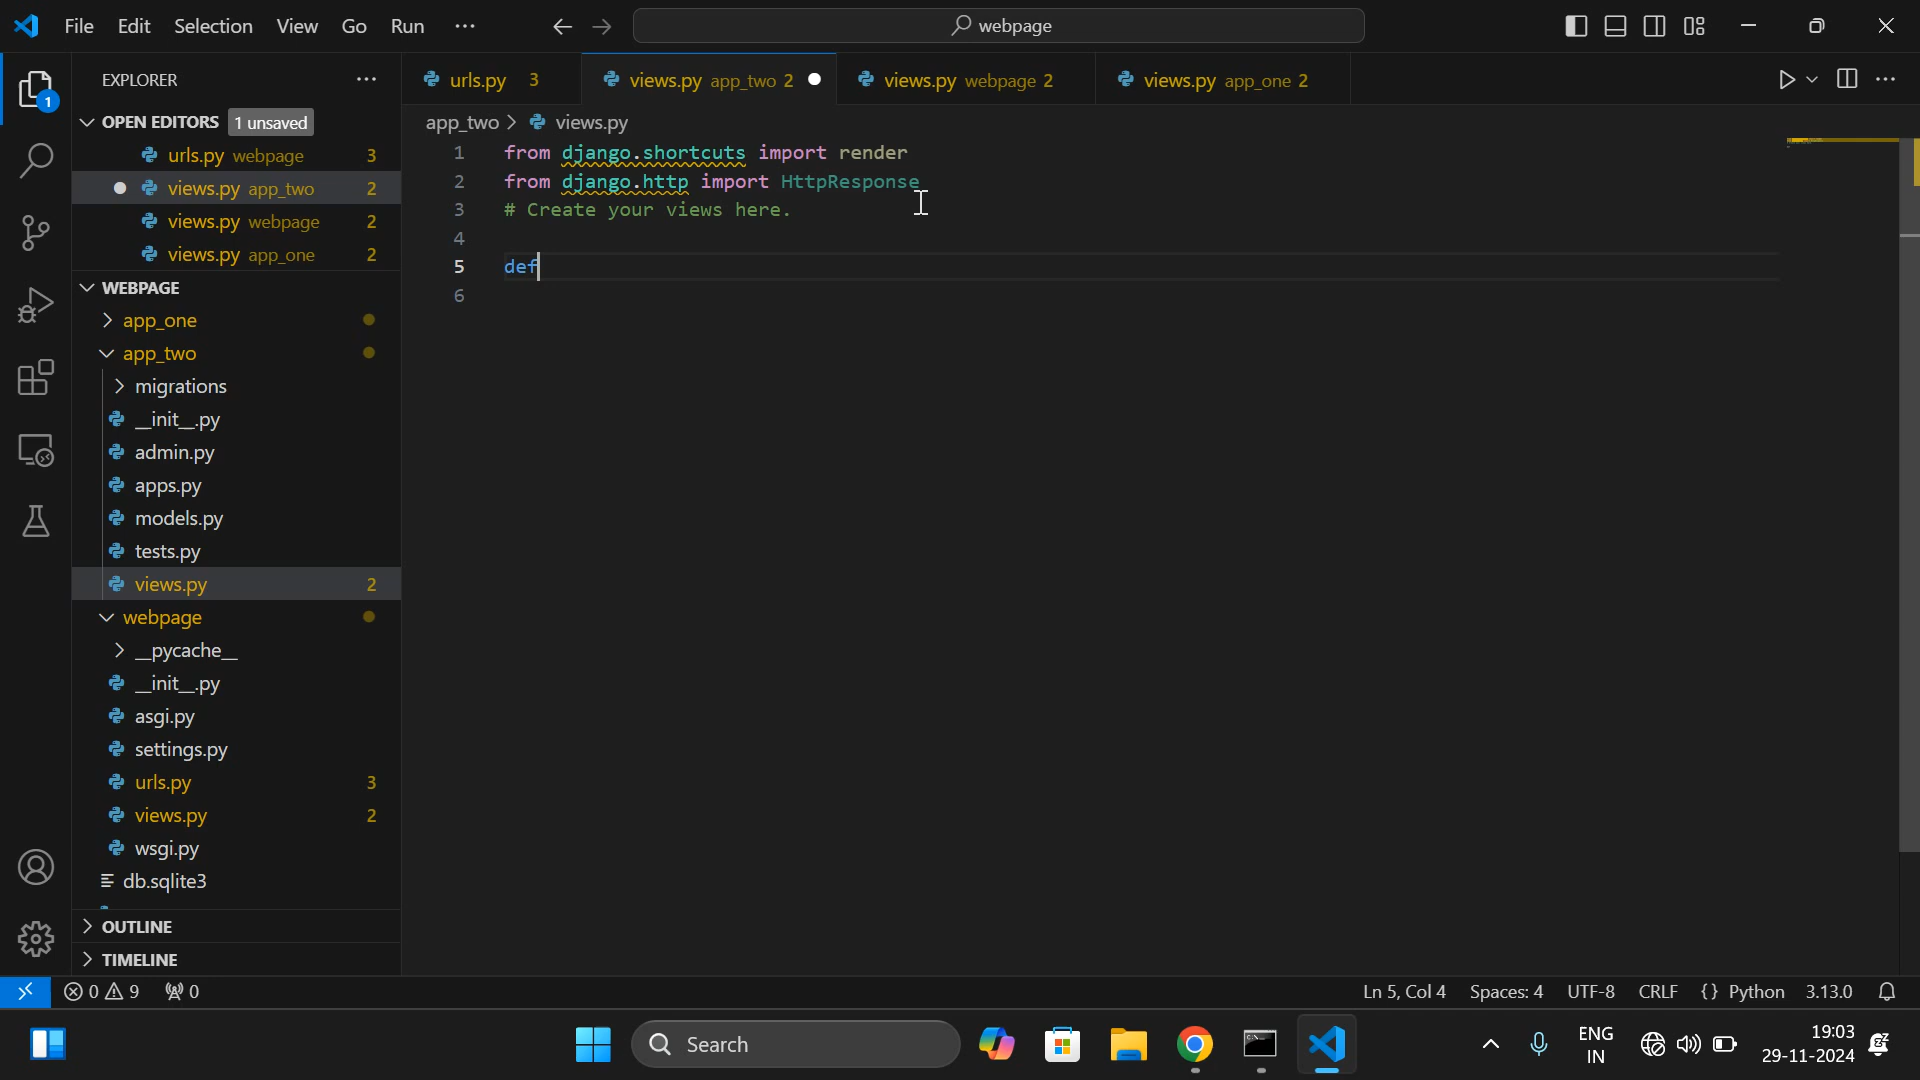 File Edit Selection View Go Run ··· webpage
EXPLORER ···
OPEN EDITORS 1 unsaved
urls.py webpage 3
views.py app_two 2
views.py webpage 2
views.py app_one 2
WEBPAGE
app_one
app_two
migrations
__init__.py
admin.py
apps.py
models.py
tests.py
views.py 2
webpage
__pycache__
__init__.py
asgi.py
settings.py
urls.py 3
views.py 2
wsgi.py
db.sqlite3
OUTLINE
TIMELINE
urls.py 3 views.py app_two 2 views.py webpage 2 views.py app_one 2
app_two > views.py
1 from django.shortcuts import render
2 from django.http import HttpResponse
3 # Create your views here.
4
5 def
6
0 9 0 Ln 5, Col 4 Spaces: 4 UTF-8 CRLF {} Python 3.13.0
1
Search
ENG
IN
19:03
29-11-2024